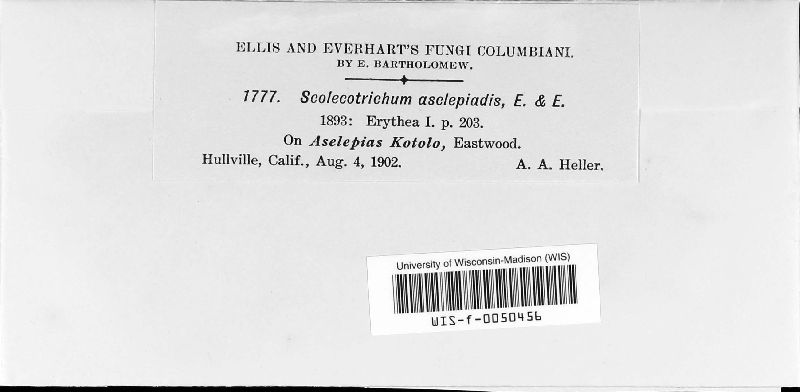 ELLIS AND EVERHART'S FUNGI COLUMBIANI.
BY E. BARTHOLOMEW.
1777. Scolecotrichum asclepiadis, E. & E.
1893: Erythea I. p. 203.
On Aselepias Kotolo, Eastwood.
Hullville, Calif., Aug. 4, 1902. A. A. Heller.
University of Wisconsin-Madison (WIS)
WIS-f-0050456